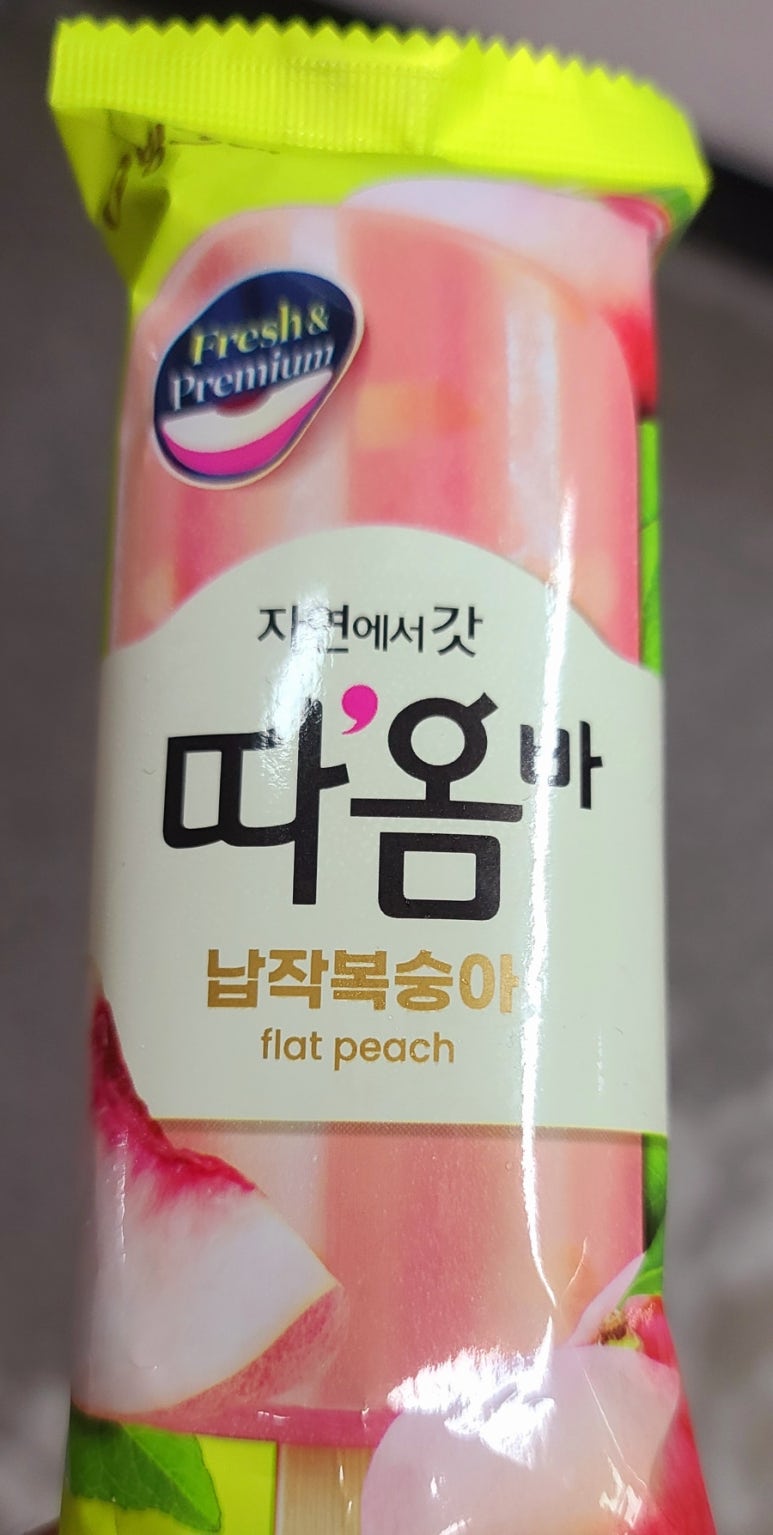 Fresh &
Premium
자연에서 갓
따'옴바
납작복숭아
flat peach